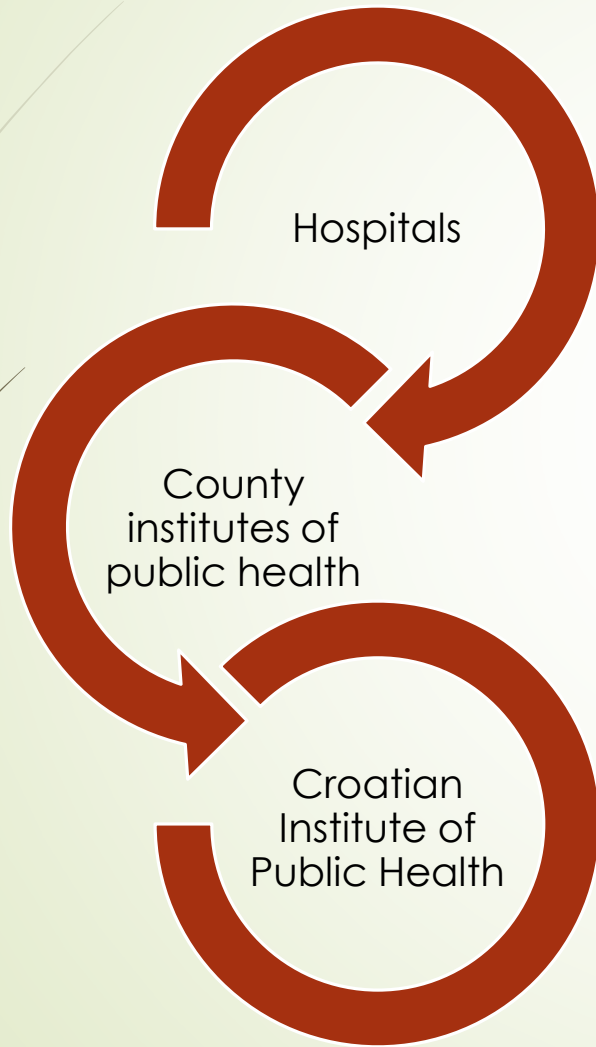 Hospitals
County
institutes of
public health
Croatian
Institute of
Public Health